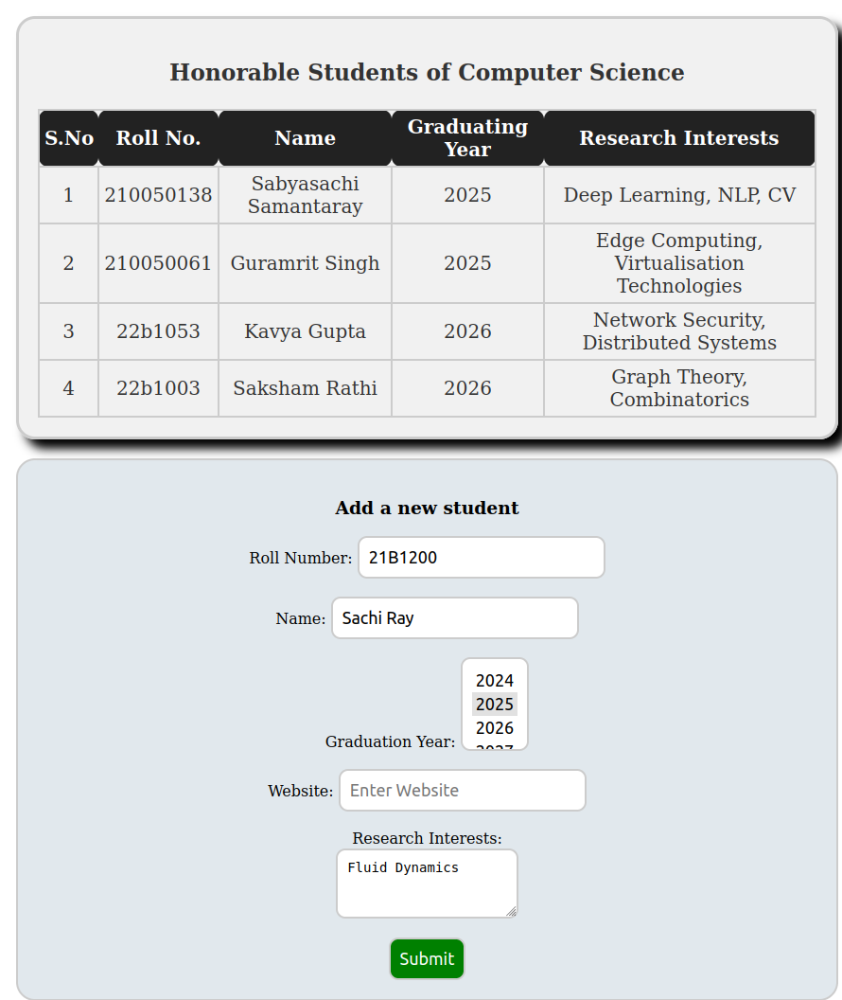 Honorable Students of Computer Science
S.No Roll No. Name Graduating Year Research Interests
1 210050138 Sabyasachi Samantaray 2025 Deep Learning, NLP, CV
2 210050061 Guramrit Singh 2025 Edge Computing, Virtualisation Technologies
3 22b1053 Kavya Gupta 2026 Network Security, Distributed Systems
4 22b1003 Saksham Rathi 2026 Graph Theory, Combinatorics
Add a new student
Roll Number: 21B1200
Name: Sachi Ray
2024
2025
2026
2027
Graduation Year:
Website: Enter Website
Research Interests:
Fluid Dynamics
Submit